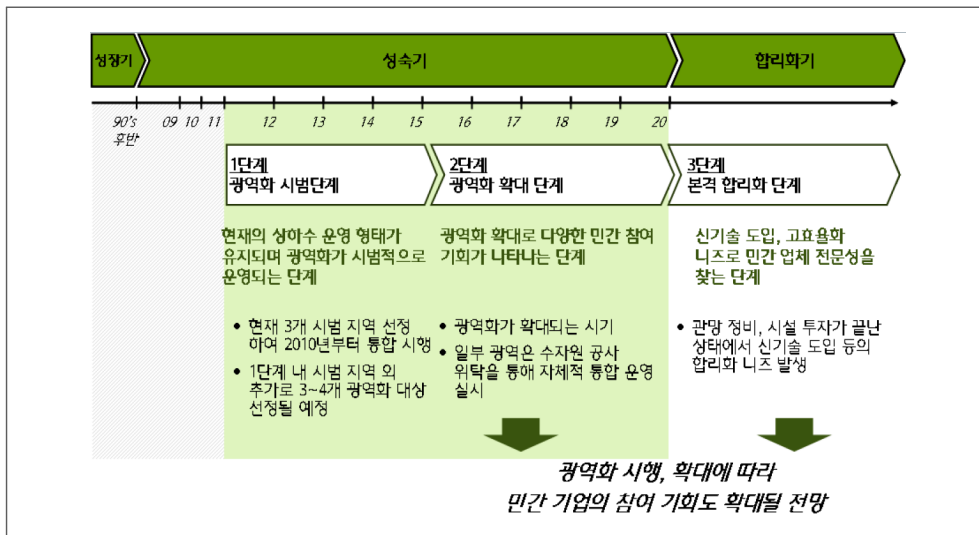 성장기
성숙기
합리화기
90's
후반
09 10 11 12 13 14 15 16 17 18 19 20
1단계
광역화 시범단계
2단계
광역화 확대 단계
3단계
본격 합리화 단계
현재의 상하수 운영 형태가
유지되며 광역화가 시범적으로
운영되는 단계
광역화 확대로 다양한 민간 참여
기회가 나타나는 단계
신기술 도입, 고효율화
니즈로 민간 업체 전문성을
찾는 단계
• 현재 3개 시범 지역 선정
하여 2010년부터 통합 시행
• 1단계 내 시범 지역 외
추가로 3~4개 광역화 대상
선정될 예정
• 광역화가 확대되는 시기
• 일부 광역은 수자원 공사
위탁을 통해 자체적 통합 운영
실시
• 관망 정비, 시설 투자가 끝난
상태에서 신기술 도입 등의
합리화 니즈 발생
광역화 시행, 확대에 따라
민간 기업의 참여 기회도 확대될 전망